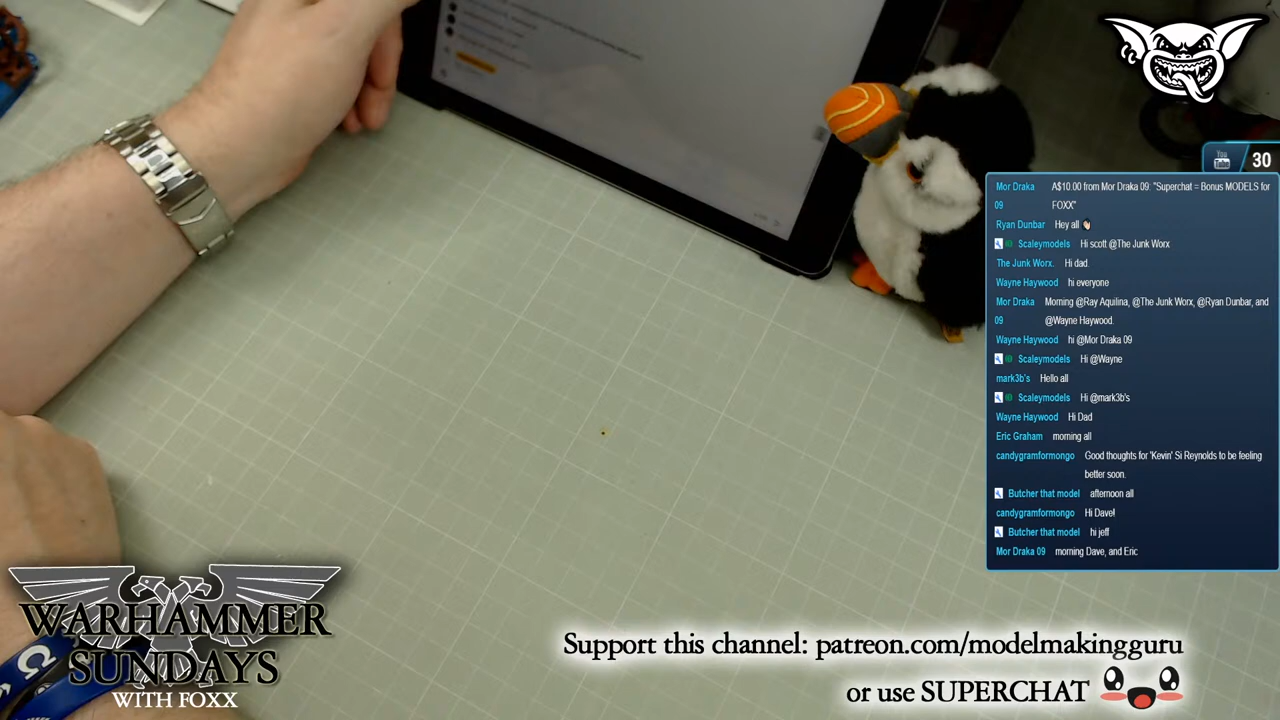 You
Tube
30
Mor Draka 09 A$10.00 from Mor Draka 09: "Superchat = Bonus MODELS for
FOXX"
Ryan Dunbar Hey all
Scaleymodels Hi scott @The Junk Worx
The Junk Worx. Hi dad.
Wayne Haywood hi everyone
Mor Draka 09 Morning @Ray Aquilina, @The Junk Worx, @Ryan Dunbar, and
@Wayne Haywood.
Wayne Haywood hi @Mor Draka 09
Scaleymodels Hi @Wayne
mark3b's Hello all
Scaleymodels Hi @mark3b's
Wayne Haywood Hi Dad
Eric Graham morning all
candygramformongo Good thoughts for 'Kevin' Si Reynolds to be feeling
better soon.
Butcher that model afternoon all
candygramformongo Hi Dave!
Butcher that model hi jeff
Mor Draka 09 morning Dave, and Eric
WARHAMMER
SUNDAYS
WITH FOXX
Support this channel: patreon.com/modelmakingguru
or use SUPERCHAT